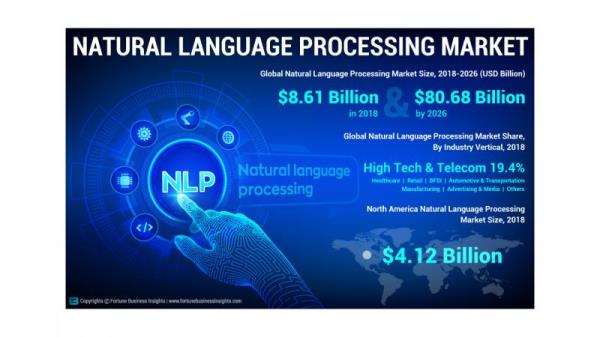 NATURAL LANGUAGE PROCESSING MARKET
Global Natural Language Processing Market Size, 2018-2026 (USD Billion)
$8.61 Billion & $80.68 Billion
in 2018 by 2026
Global Natural Language Processing Market Share,
By Industry Vertical, 2018
High Tech & Telecom 19.4%
Healthcare | Retail | BFSI | Automotive & Transportation
Manufacturing | Advertising & Media | Others
North America Natural Language Processing
Market Size, 2018
$4.12 Billion
NLP
Natural language
processing
</>
Copyrights © Fortune Business Insights | www.fortunebusinessinsights.com